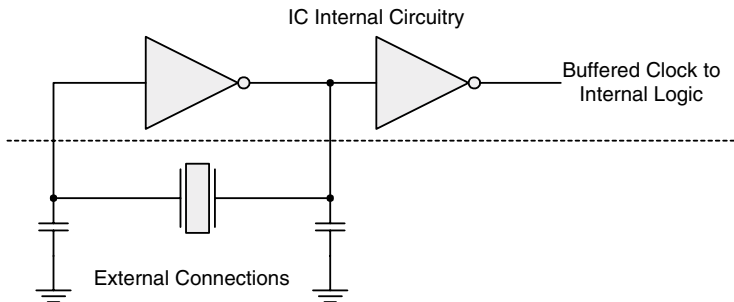 IC Internal Circuitry
Buffered Clock to
Internal Logic
External Connections